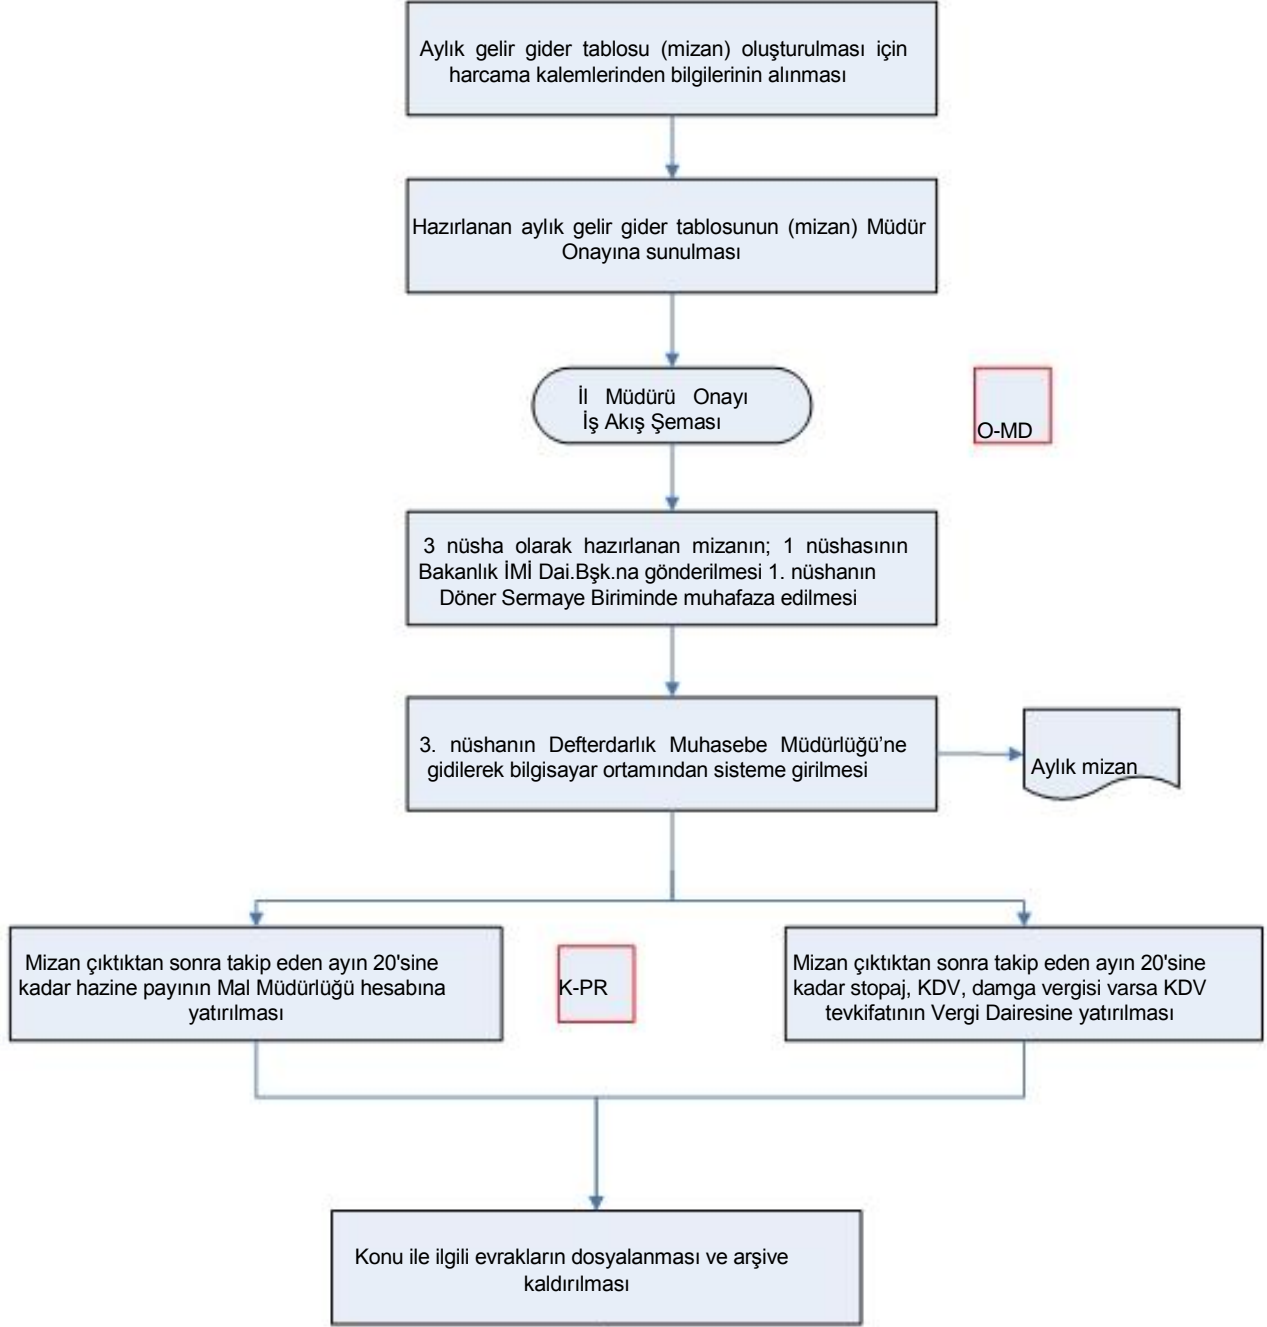 Aylık gelir gider tablosu (mizan) oluşturulması için
harcama kalemlerinden bilgilerinin alınması
Hazırlanan aylık gelir gider tablosunun (mizan) Müdür
Onayına sunulması
İl Müdürü Onayı
İş Akış Şeması
O-MD
3 nüsha olarak hazırlanan mizanın; 1 nüshasının
Bakanlık İMİ Dai.Bşk.na gönderilmesi 1. nüshanın
Döner Sermaye Biriminde muhafaza edilmesi
3. nüshanın Defterdarlık Muhasebe Müdürlüğü’ne
gidilerek bilgisayar ortamından sisteme girilmesi
Aylık mizan
Mizan çıktıktan sonra takip eden ayın 20'sine
kadar hazine payının Mal Müdürlüğü hesabına
yatırılması
K-PR
Mizan çıktıktan sonra takip eden ayın 20'sine
kadar stopaj, KDV, damga vergisi varsa KDV
tevkifatının Vergi Dairesine yatırılması
Konu ile ilgili evrakların dosyalanması ve arşive
kaldırılması